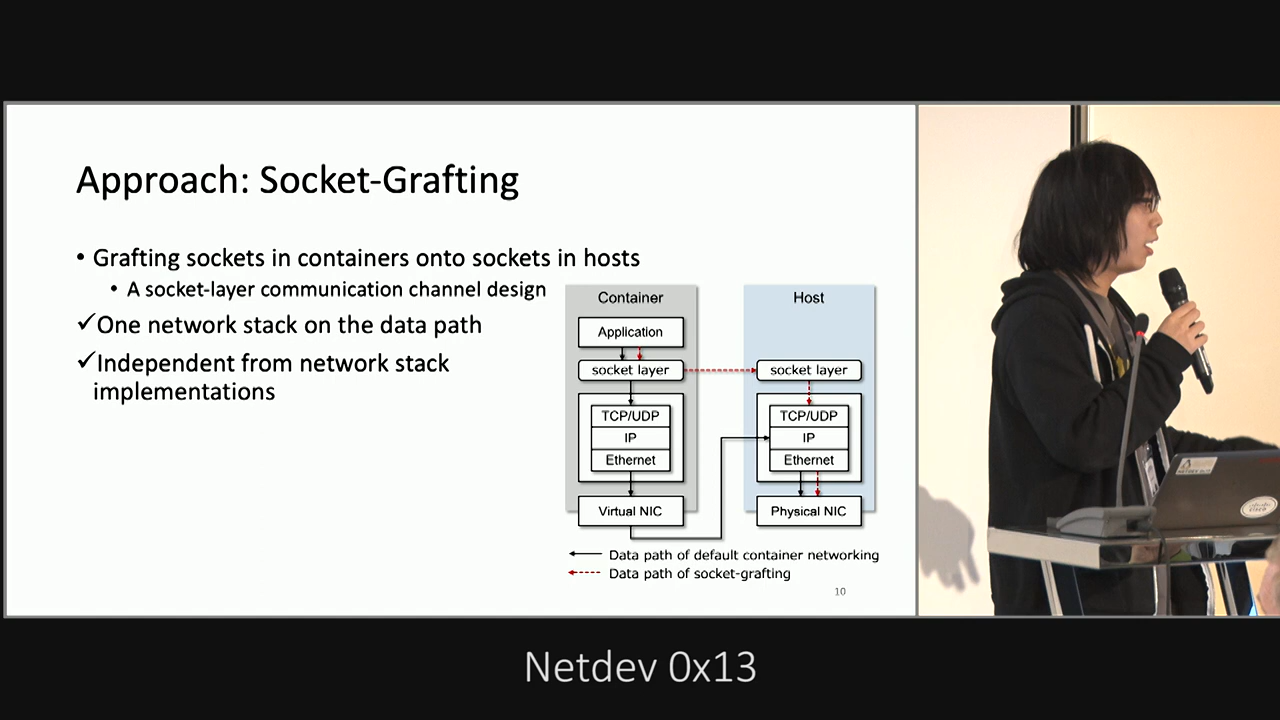 Approach: Socket-Grafting
• Grafting sockets in containers onto sockets in hosts
• A socket-layer communication channel design
✓One network stack on the data path
✓Independent from network stack
implementations
Container
Application
socket layer
TCP/UDP
IP
Ethernet
Virtual NIC
Host
socket layer
TCP/UDP
IP
Ethernet
Physical NIC
Data path of default container networking
Data path of socket-grafting
10
Netdev 0x13